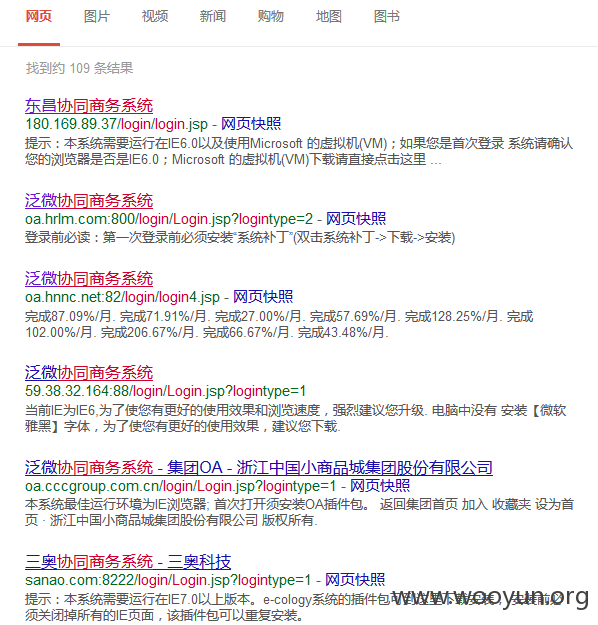 网页 图片 视频 新闻 购物 地图 图书
找到约 109 条结果
东昌协同商务系统
180.169.89.37/login/login.jsp - 网页快照
提示：本系统需要运行在IE6.0以及使用Microsoft 的虚拟机(VM)；如果您是首次登录 系统请确认
您的浏览器是否是IE6.0；Microsoft 的虚拟机(VM)下载请直接点击这里 ...
泛微协同商务系统
oa.hrlm.com:800/login/Login.jsp?logintype=2 - 网页快照
登录前必读：第一次登录前必须安装“系统补丁”(双击系统补丁->下载->安装)
泛微协同商务系统
oa.hnnc.net:82/login/login4.jsp - 网页快照
完成87.09%/月. 完成71.91%/月. 完成27.00%/月. 完成57.69%/月. 完成128.25%/月. 完成
102.00%/月. 完成206.67%/月. 完成66.67%/月. 完成43.48%/月.
泛微协同商务系统
59.38.32.164:88/login/Login.jsp?logintype=1
当前IE为IE6,为了使您有更好的使用效果和浏览速度，强烈建议您升级. 电脑中没有 安装【微软
雅黑】字体，为了使您有更好的使用效果，建议您下载.
泛微协同商务系统 - 集团OA - 浙江中国小商品城集团股份有限公司
oa.cccgroup.com.cn/login/Login.jsp?logintype=1 - 网页快照
本系统最佳运行环境为IE浏览器; 首次打开须安装OA插件包。 返回集团首页 加入 收藏夹 设为首
页 · 浙江中国小商品城集团股份有限公司 版权所有.
三奥协同商务系统 - 三奥科技
sanao.com:8222/login/Login.jsp?logintype=1 - 网页快照
提示：本系统需要运行在IE7.0以上版本。e-cology系统的插件包可到这里下载安装， 安装前必
须关闭掉所有的IE页面，该插件包可以重复安装。
www.wooyun.org